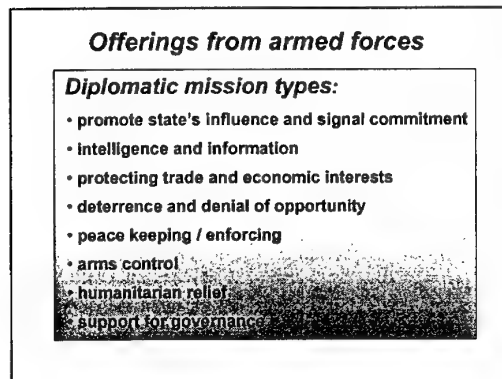 Offerings from armed forces
Diplomatic mission types:
• promote state's influence and signal commitment
• intelligence and information
• protecting trade and economic interests
• deterrence and denial of opportunity
• peace keeping / enforcing
• arms control
• humanitarian relief
• support for governance